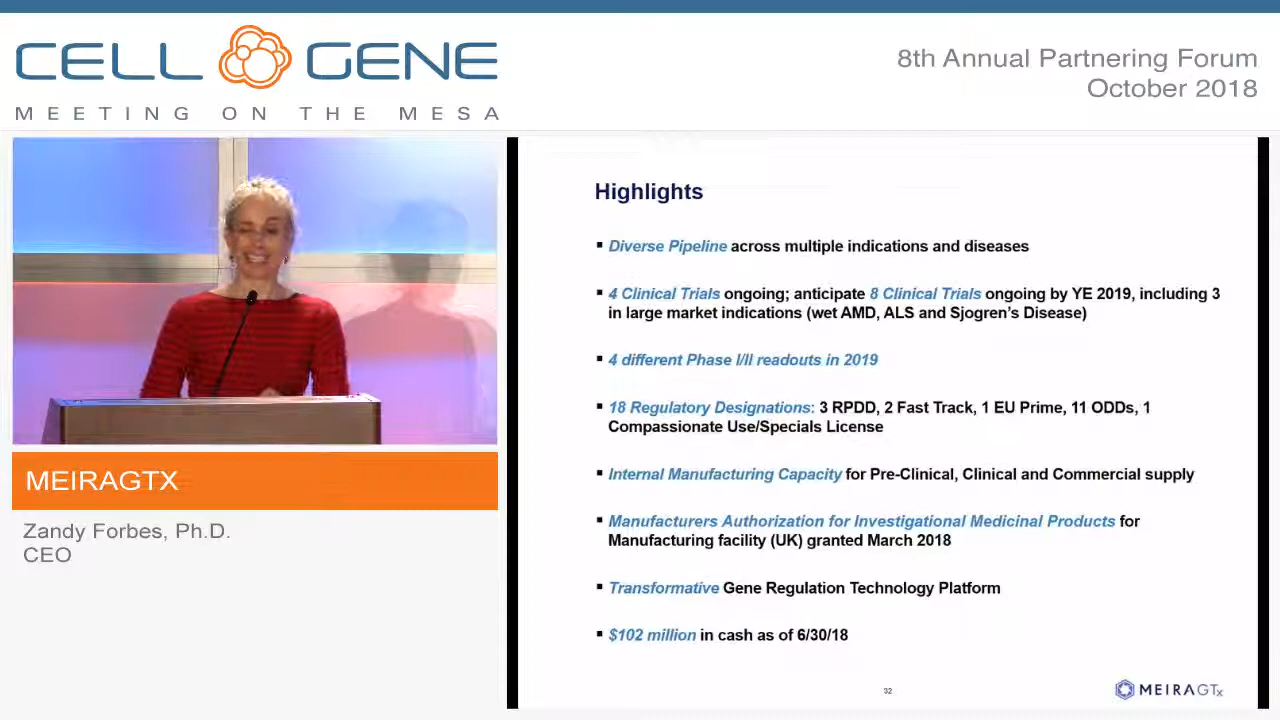 CELL GENE
MEETING ON THE MESA
8th Annual Partnering Forum
October 2018
MEIRAGTX
Zandy Forbes, Ph.D.
CEO
Highlights
▪ Diverse Pipeline across multiple indications and diseases
▪ 4 Clinical Trials ongoing; anticipate 8 Clinical Trials ongoing by YE 2019, including 3
in large market indications (wet AMD, ALS and Sjogren's Disease)
▪ 4 different Phase I/II readouts in 2019
▪ 18 Regulatory Designations: 3 RPDD, 2 Fast Track, 1 EU Prime, 11 ODDs, 1
Compassionate Use/Specials License
▪ Internal Manufacturing Capacity for Pre-Clinical, Clinical and Commercial supply
▪ Manufacturers Authorization for Investigational Medicinal Products for
Manufacturing facility (UK) granted March 2018
▪ Transformative Gene Regulation Technology Platform
▪ $102 million in cash as of 6/30/18
32
MEIRAGTx